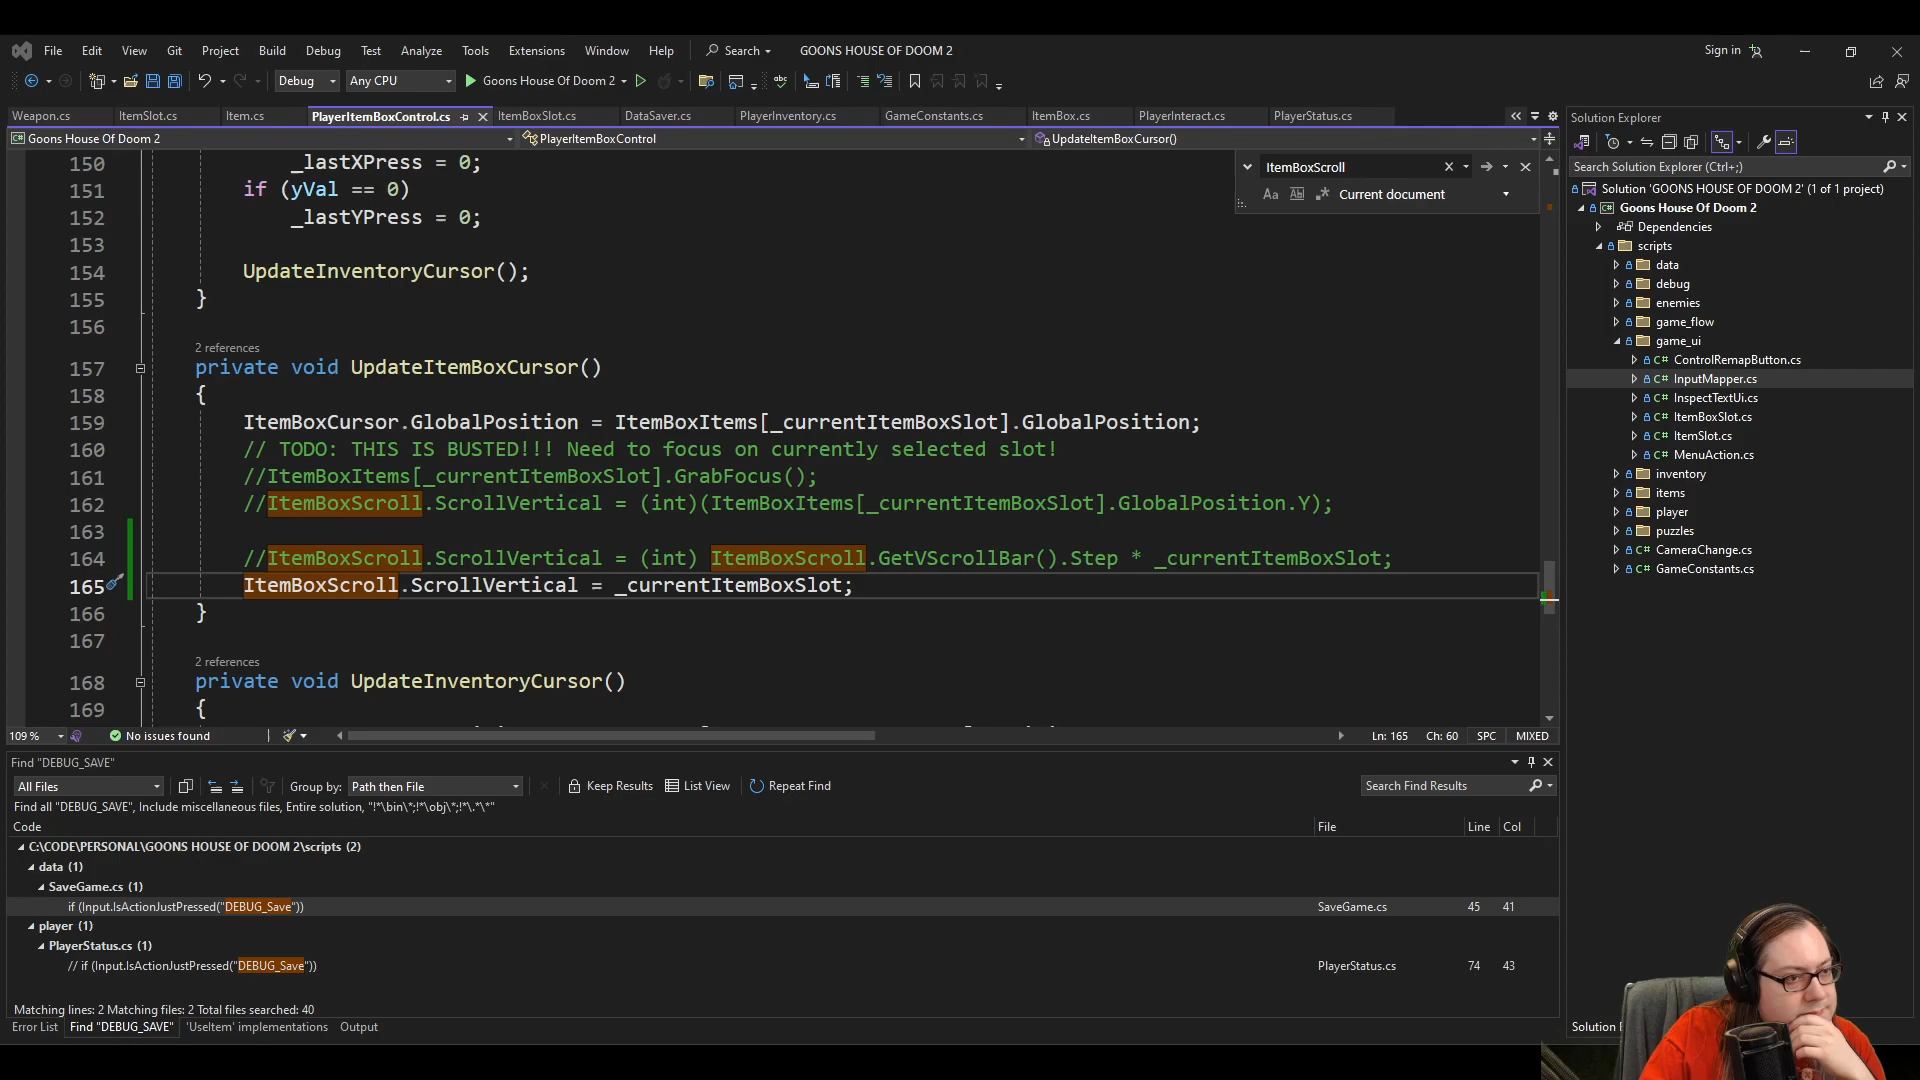 File Edit View Git Project Build Debug Test Analyze Tools Extensions Window Help Search GOONS HOUSE OF DOOM 2 Sign in
Debug Any CPU Goons House Of Doom 2
Weapon.cs ItemSlot.cs Item.cs PlayerItemBoxControl.cs ItemBoxSlot.cs DataSaver.cs PlayerInventory.cs GameConstants.cs ItemBox.cs PlayerInteract.cs PlayerStatus.cs
Goons House Of Doom 2 PlayerItemBoxControl UpdateItemBoxCursor()
ItemBoxScroll
Aa Current document
150 _lastXPress = 0;
151 if (yVal == 0)
152 _lastYPress = 0;
153
154 UpdateInventoryCursor();
155 }
156
2 references
157 private void UpdateItemBoxCursor()
158 {
159 ItemBoxCursor.GlobalPosition = ItemBoxItems[_currentItemBoxSlot].GlobalPosition;
160 // TODO: THIS IS BUSTED!!! Need to focus on currently selected slot!
161 //ItemBoxItems[_currentItemBoxSlot].GrabFocus();
162 //ItemBoxScroll.ScrollVertical = (int)(ItemBoxItems[_currentItemBoxSlot].GlobalPosition.Y);
163
164 //ItemBoxScroll.ScrollVertical = (int) ItemBoxScroll.GetVScrollBar().Step * _currentItemBoxSlot;
165 ItemBoxScroll.ScrollVertical = _currentItemBoxSlot;
166 }
167
2 references
168 private void UpdateInventoryCursor()
169 {
109 % No issues found Ln: 165 Ch: 60 SPC MIXED
Find "DEBUG_SAVE"
All Files Group by: Path then File Keep Results List View Repeat Find Search Find Results
Find all "DEBUG_SAVE", Include miscellaneous files, Entire solution, "!*\bin\*;!*\obj\*;!*\.*\*"
Code File Line Col
C:\CODE\PERSONAL\GOONS HOUSE OF DOOM 2\scripts (2)
data (1)
SaveGame.cs (1)
if (Input.IsActionJustPressed("DEBUG_Save")) SaveGame.cs 45 41
player (1)
PlayerStatus.cs (1)
// if (Input.IsActionJustPressed("DEBUG_Save")) PlayerStatus.cs 74 43
Matching lines: 2 Matching files: 2 Total files searched: 40
Error List Find "DEBUG_SAVE" 'UseItem' implementations Output
Solution Explorer
Search Solution Explorer (Ctrl+;)
Solution 'GOONS HOUSE OF DOOM 2' (1 of 1 project)
Goons House Of Doom 2
Dependencies
scripts
data
debug
enemies
game_flow
game_ui
C# ControlRemapButton.cs
C# InputMapper.cs
C# InspectTextUi.cs
C# ItemBoxSlot.cs
C# ItemSlot.cs
C# MenuAction.cs
inventory
items
player
puzzles
C# CameraChange.cs
C# GameConstants.cs
Solution